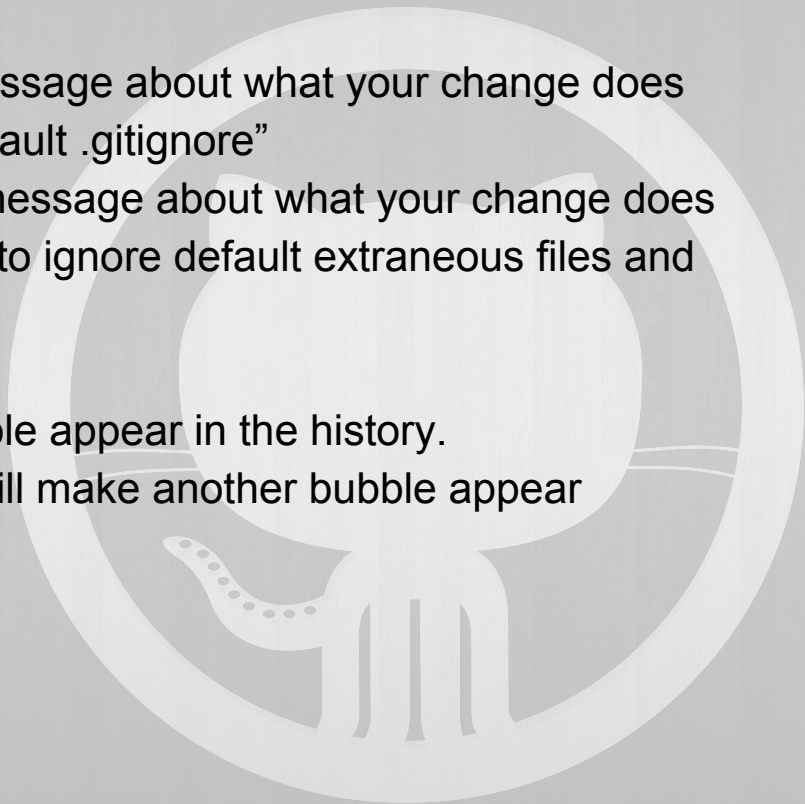 ssage about what your change does
ault .gitignore”
nessage about what your change does
to ignore default extraneous files and
le appear in the history.
ill make another bubble appear